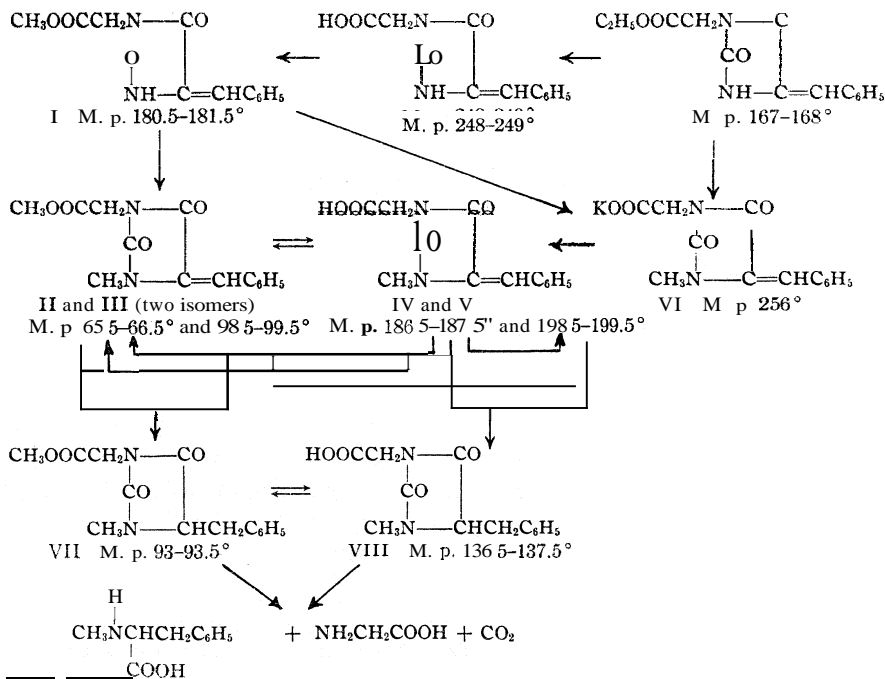 CH₃OOCCH₂N—CO HOOCCH₂N—CO C₂H₅OOCCH₂N—C
O Lo CO
NH—C=CHC₆H₅ NH—C=CHC₆H₅ NH—C=CHC₆H₅
I M. p. 180.5–181.5° M. p. 248–249° M p. 167–168°
CH₃OOCCH₂N—CO HOOCCH₂N—CO KOOCCH₂N—CO
CO lo CO
CH₃N—C=CHC₆H₅ CH₃N—C=CHC₆H₅ CH₃N—C=CHC₆H₅
II and III (two isomers) IV and V VI M p 256°
M. p 65 5–66.5° and 98 5–99.5° M. p. 186 5–187 5" and 198 5–199.5°
CH₃OOCCH₂N—CO HOOCCH₂N—CO
CO CO
CH₃N—CHCH₂C₆H₅ CH₃N—CHCH₂C₆H₅
VII M. p. 93–93.5° VIII M. p. 136 5–137.5°
H
CH₃NCHCH₂C₆H₅ + NH₂CH₂COOH + CO₂
COOH